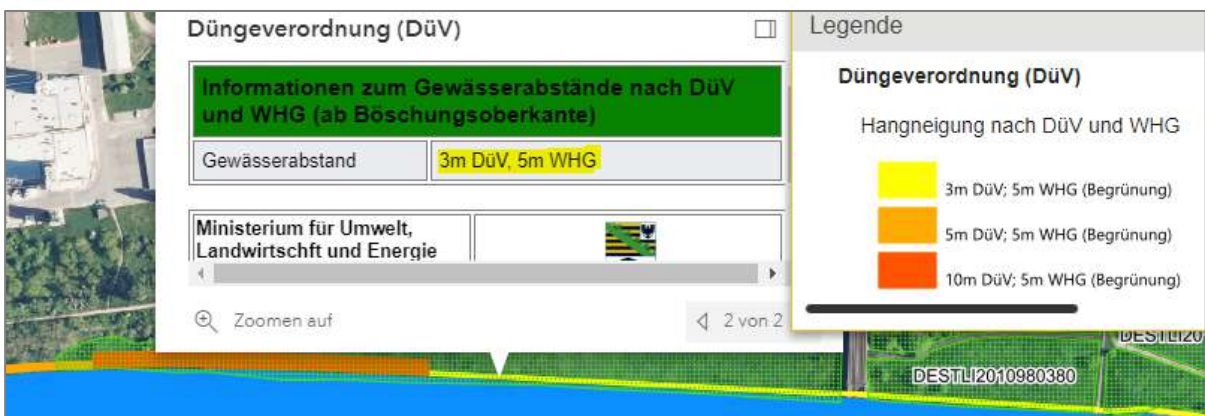 Düngeverordnung (DüV)
Informationen zum Gewässerabstände nach DüV
und WHG (ab Böschungsoberkante)
Gewässerabstand
3m DüV, 5m WHG
Ministerium für Umwelt,
Landwirtschft und Energie
Zoomen auf
2 von 2
Legende
Düngeverordnung (DüV)
Hangneigung nach DüV und WHG
3m DüV; 5m WHG (Begrünung)
5m DüV; 5m WHG (Begrünung)
10m DüV; 5m WHG (Begrünung)
DESTLI20
DESTLI2010980380